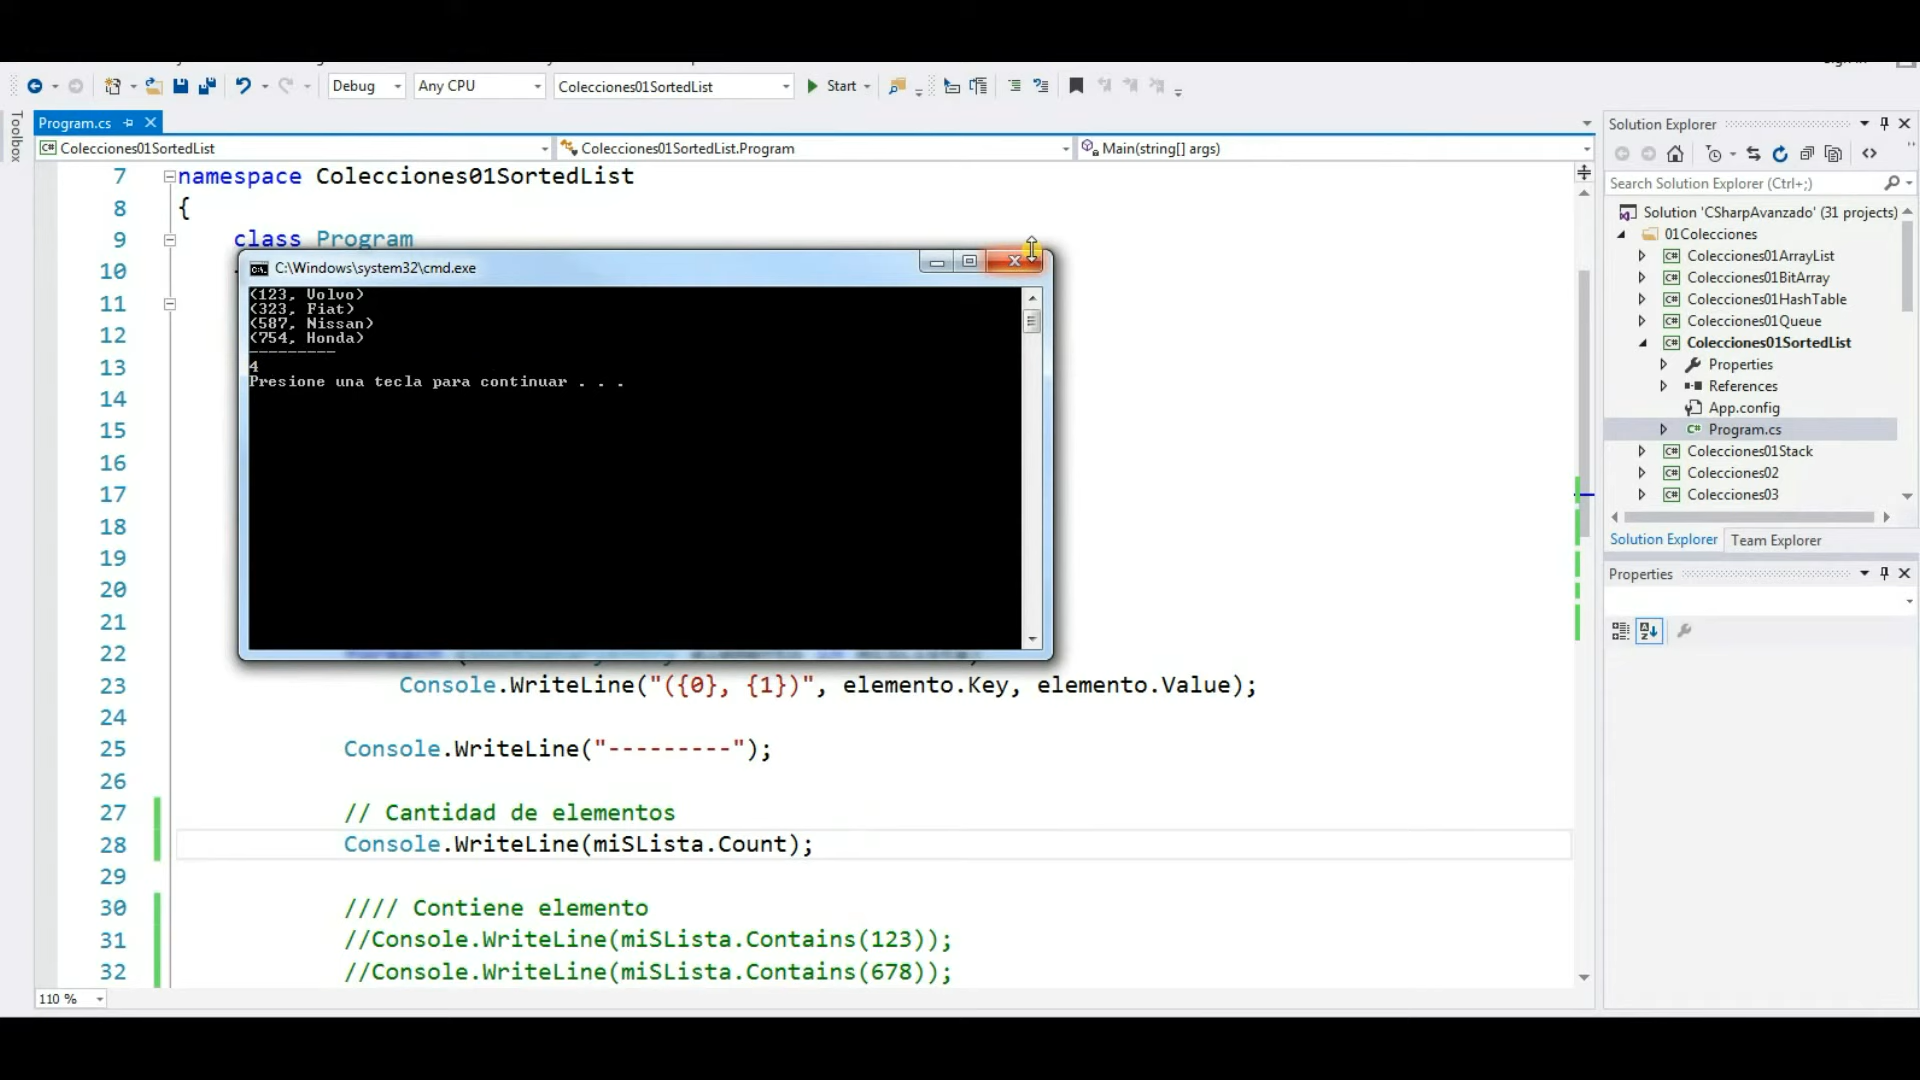 Debug
Any CPU
Colecciones01SortedList
Start
Toolbox
Program.cs
Colecciones01SortedList
Colecciones01SortedList.Program
Main(string[] args)
7 namespace Colecciones01SortedList
8 {
9 class Program
10
11
12
13
14
15
16
17
18
19
20
21
22
23 Console.WriteLine("({0}, {1})", elemento.Key, elemento.Value);
24
25 Console.WriteLine("---------");
26
27 // Cantidad de elementos
28 Console.WriteLine(miSLista.Count);
29
30 //// Contiene elemento
31 //Console.WriteLine(miSLista.Contains(123));
32 //Console.WriteLine(miSLista.Contains(678));
110 %
C:\Windows\system32\cmd.exe
(123, Volvo)
(323, Fiat)
(587, Nissan)
(754, Honda)
---------
4
Presione una tecla para continuar . . .
Solution Explorer
Search Solution Explorer (Ctrl+;)
Solution 'CSharpAvanzado' (31 projects)
01Colecciones
Colecciones01ArrayList
Colecciones01BitArray
Colecciones01HashTable
Colecciones01Queue
Colecciones01SortedList
Properties
References
App.config
Program.cs
Colecciones01Stack
Colecciones02
Colecciones03
Solution Explorer
Team Explorer
Properties